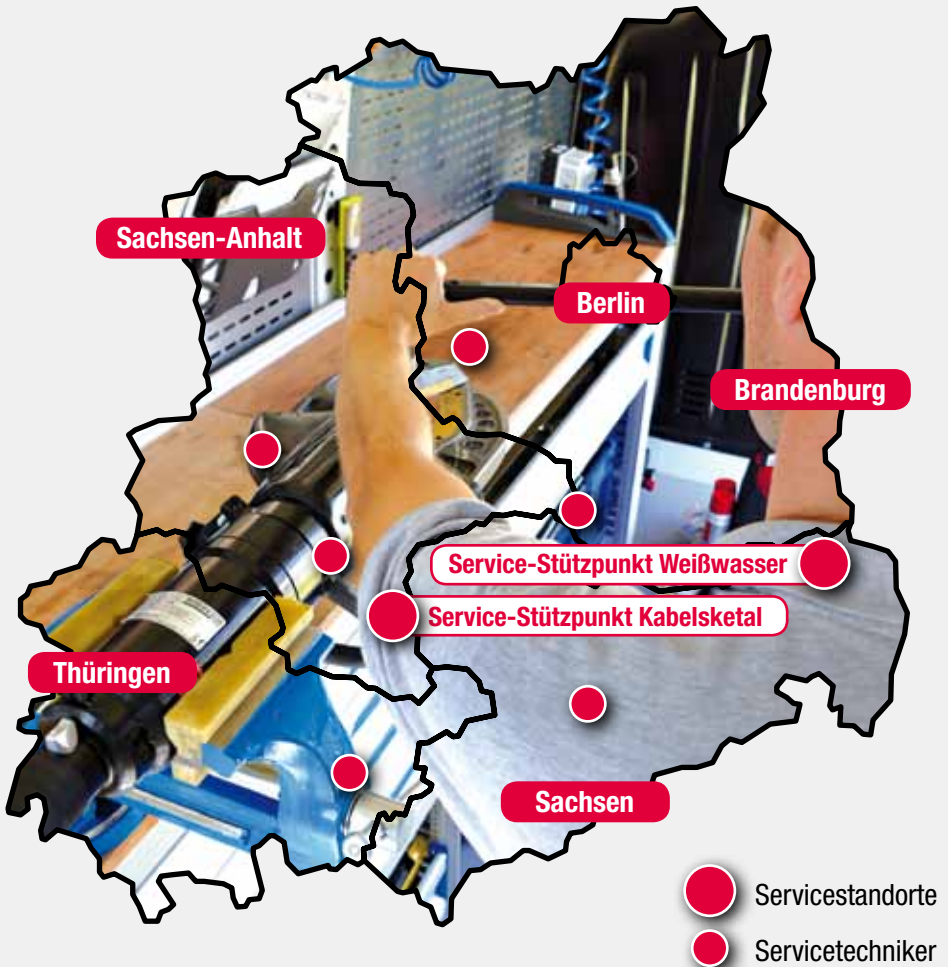 Sachsen-Anhalt
Berlin
Brandenburg
Service-Stützpunkt Weißwasser
Service-Stützpunkt Kabelsketal
Thüringen
Sachsen
Servicestandorte
Servicetechniker